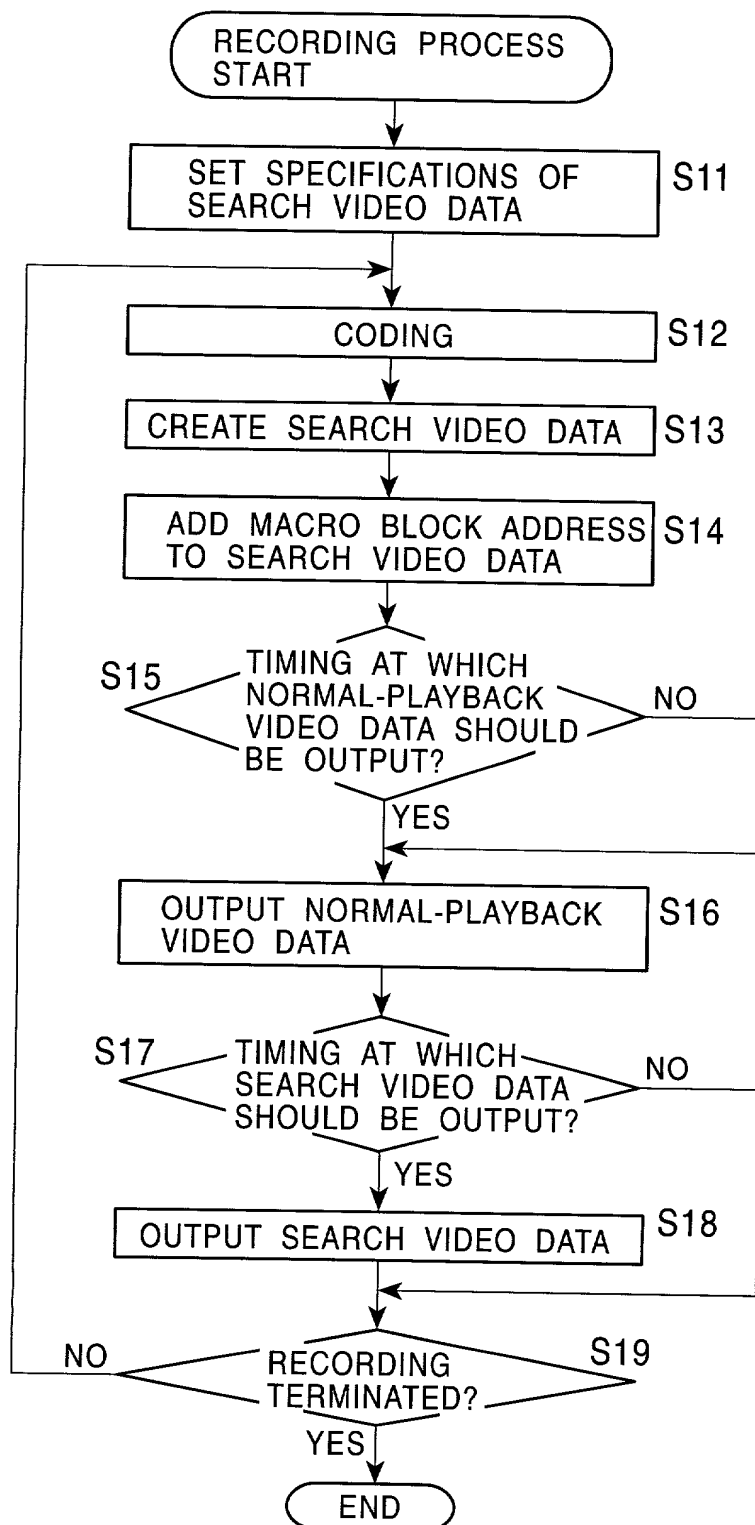 RECORDING PROCESS
START
SET SPECIFICATIONS OF
SEARCH VIDEO DATA
S11
CODING
S12
CREATE SEARCH VIDEO DATA
S13
ADD MACRO BLOCK ADDRESS
TO SEARCH VIDEO DATA
S14
S15
TIMING AT WHICH
NORMAL-PLAYBACK
VIDEO DATA SHOULD
BE OUTPUT?
NO
YES
OUTPUT NORMAL-PLAYBACK
VIDEO DATA
S16
S17
TIMING AT WHICH
SEARCH VIDEO DATA
SHOULD BE OUTPUT?
NO
YES
OUTPUT SEARCH VIDEO DATA
S18
NO
RECORDING
TERMINATED?
S19
YES
END